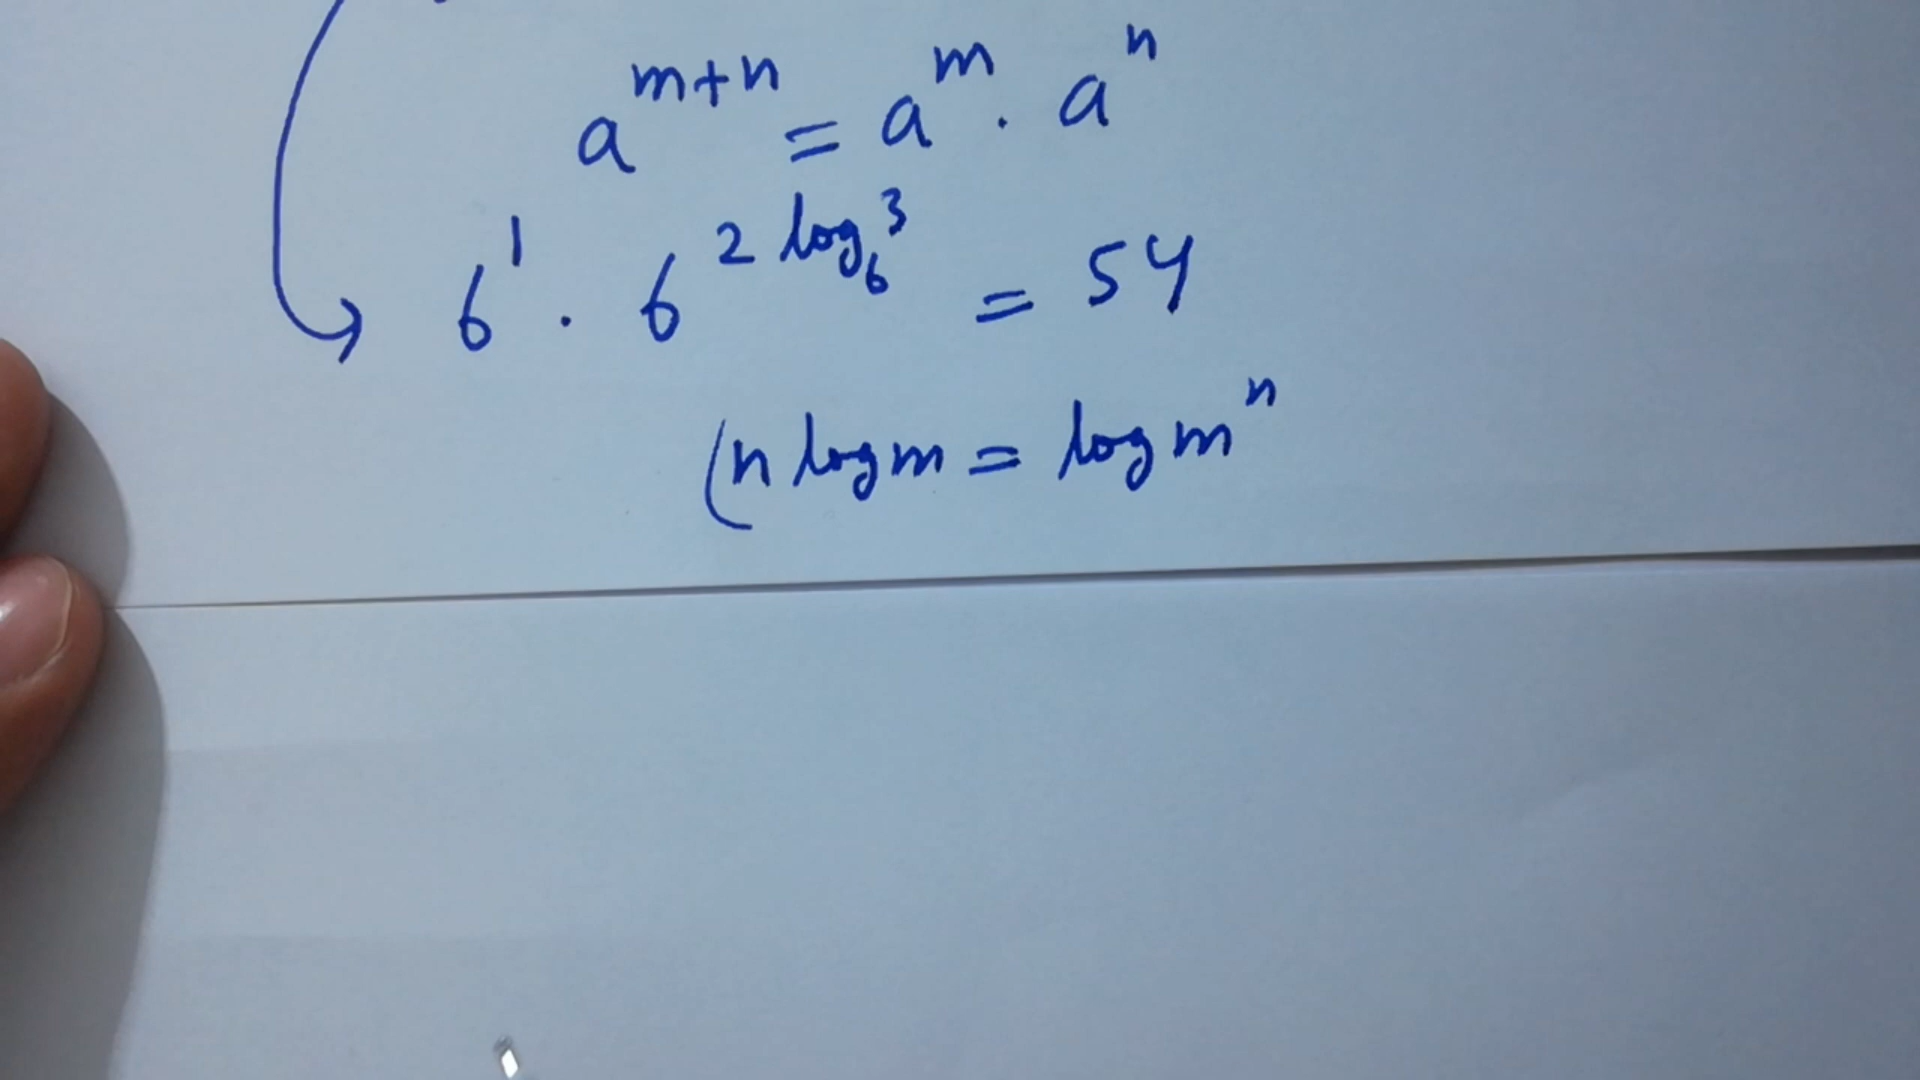 a^{m+n} = a^m . a^n
6^1 . 6^{2 log_6 3} = 54
(n log m = log m^n